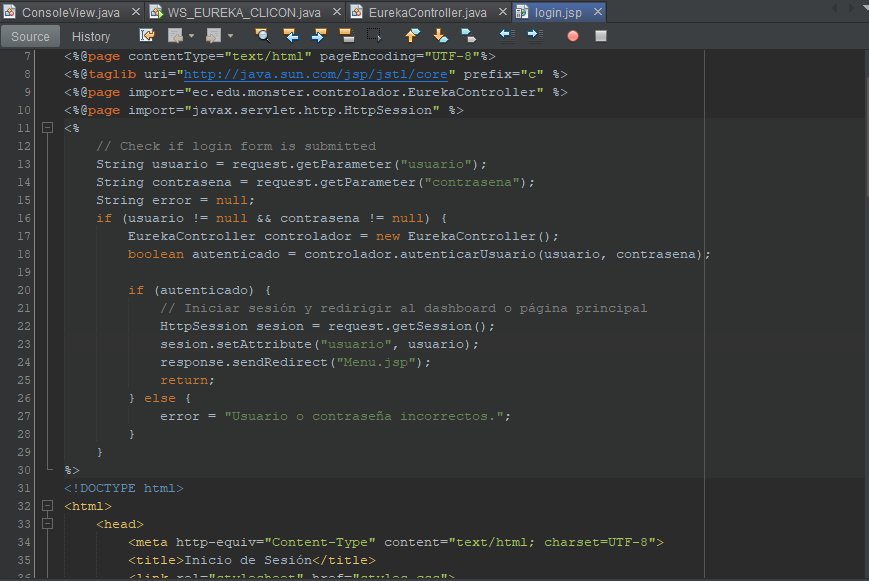 ConsoleView.java WS_EUREKA_CLICON.java EurekaController.java login.jsp
Source History
7 <%@page contentType="text/html" pageEncoding="UTF-8"%>
8 <%@taglib uri="http://java.sun.com/jsp/jstl/core" prefix="c" %>
9 <%@page import="ec.edu.monster.controlador.EurekaController" %>
10 <%@page import="javax.servlet.http.HttpSession" %>
11 <%
12 // Check if login form is submitted
13 String usuario = request.getParameter("usuario");
14 String contrasena = request.getParameter("contrasena");
15 String error = null;
16 if (usuario != null && contrasena != null) {
17 EurekaController controlador = new EurekaController();
18 boolean autenticado = controlador.autenticarUsuario(usuario, contrasena);
19
20 if (autenticado) {
21 // Iniciar sesión y redirigir al dashboard o página principal
22 HttpSession sesion = request.getSession();
23 sesion.setAttribute("usuario", usuario);
24 response.sendRedirect("Menu.jsp");
25 return;
26 } else {
27 error = "Usuario o contraseña incorrectos.";
28 }
29 }
30 %>
31 <!DOCTYPE html>
32 <html>
33 <head>
34 <meta http-equiv="Content-Type" content="text/html; charset=UTF-8">
35 <title>Inicio de Sesión</title>
36 <link rel="stylesheet" href="styles.css">